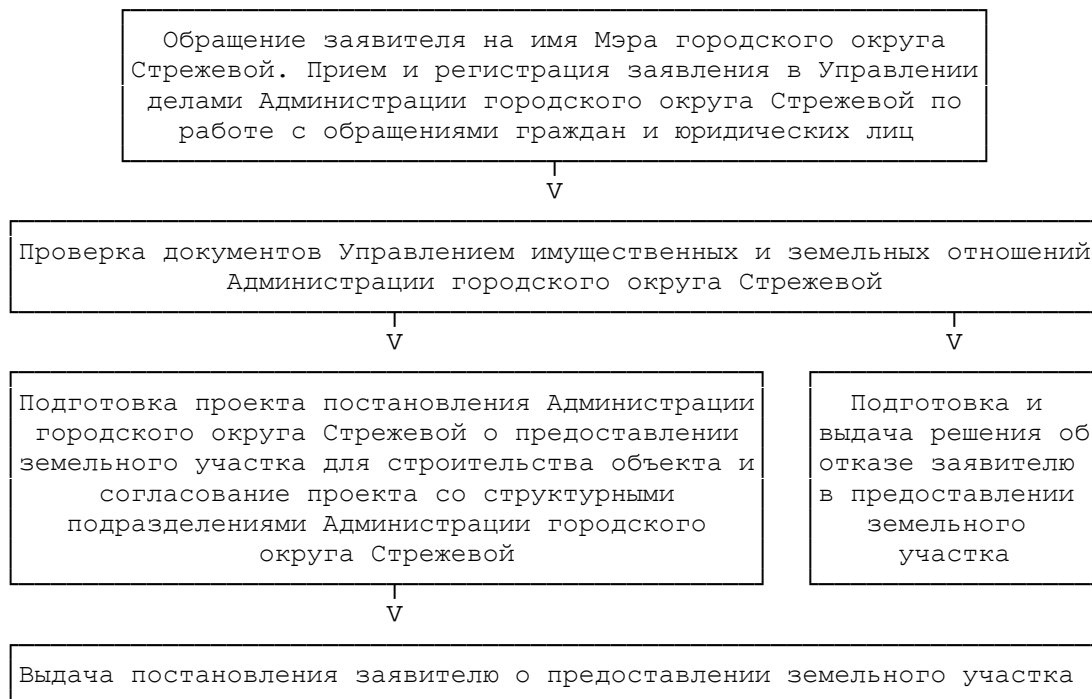 Обращение заявителя на имя Мэра городского округа
Стрежевой. Прием и регистрация заявления в Управлении
делами Администрации городского округа Стрежевой по
работе с обращениями граждан и юридических лиц
V
Проверка документов Управлением имущественных и земельных отношений
Администрации городского округа Стрежевой
V
V
Подготовка проекта постановления Администрации
городского округа Стрежевой о предоставлении
земельного участка для строительства объекта и
согласование проекта со структурными
подразделениями Администрации городского
округа Стрежевой
Подготовка и
выдача решения об
отказе заявителю
в предоставлении
земельного
участка
V
Выдача постановления заявителю о предоставлении земельного участка